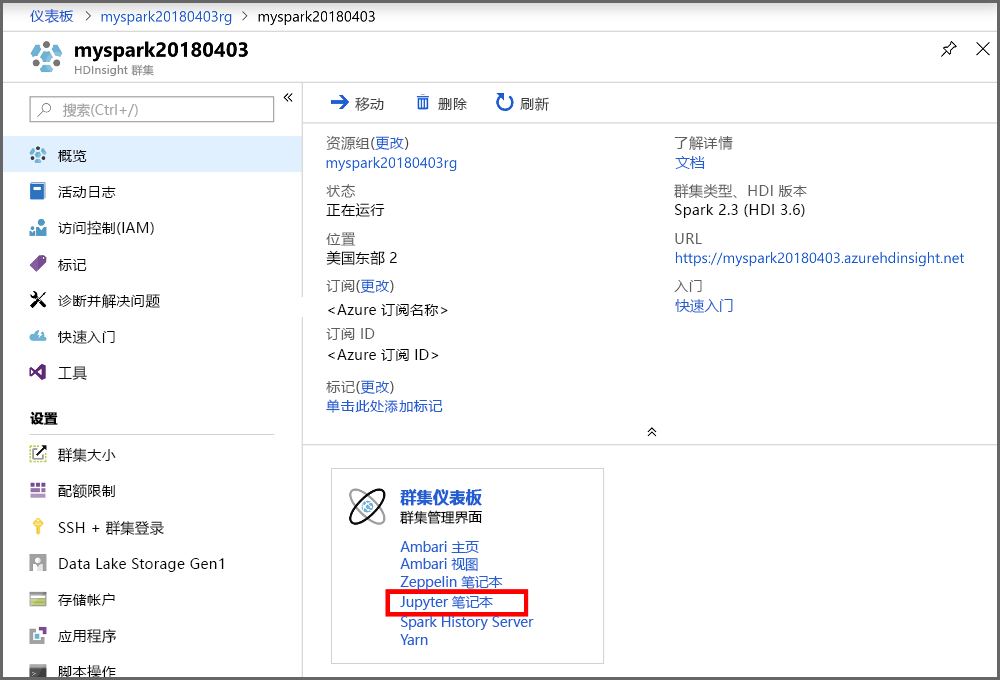 仪表板 > myspark20180403rg > myspark20180403
myspark20180403
HDInsight 群集
搜索(Ctrl+/)
«
概览
活动日志
访问控制(IAM)
标记
诊断并解决问题
快速入门
工具
设置
群集大小
配额限制
SSH + 群集登录
Data Lake Storage Gen1
存储帐户
应用程序
脚本操作
移动
删除
刷新
资源组(更改)
myspark20180403rg
状态
正在运行
位置
美国东部 2
订阅(更改)
<Azure 订阅名称>
订阅 ID
<Azure 订阅 ID>
标记(更改)
单击此处添加标记
了解详情
文档
群集类型、HDI 版本
Spark 2.3 (HDI 3.6)
URL
https://myspark20180403.azurehdinsight.net
入门
快速入门
群集仪表板
群集管理界面
Ambari 主页
Ambari 视图
Zeppelin 笔记本
Jupyter 笔记本
Spark History Server
Yarn